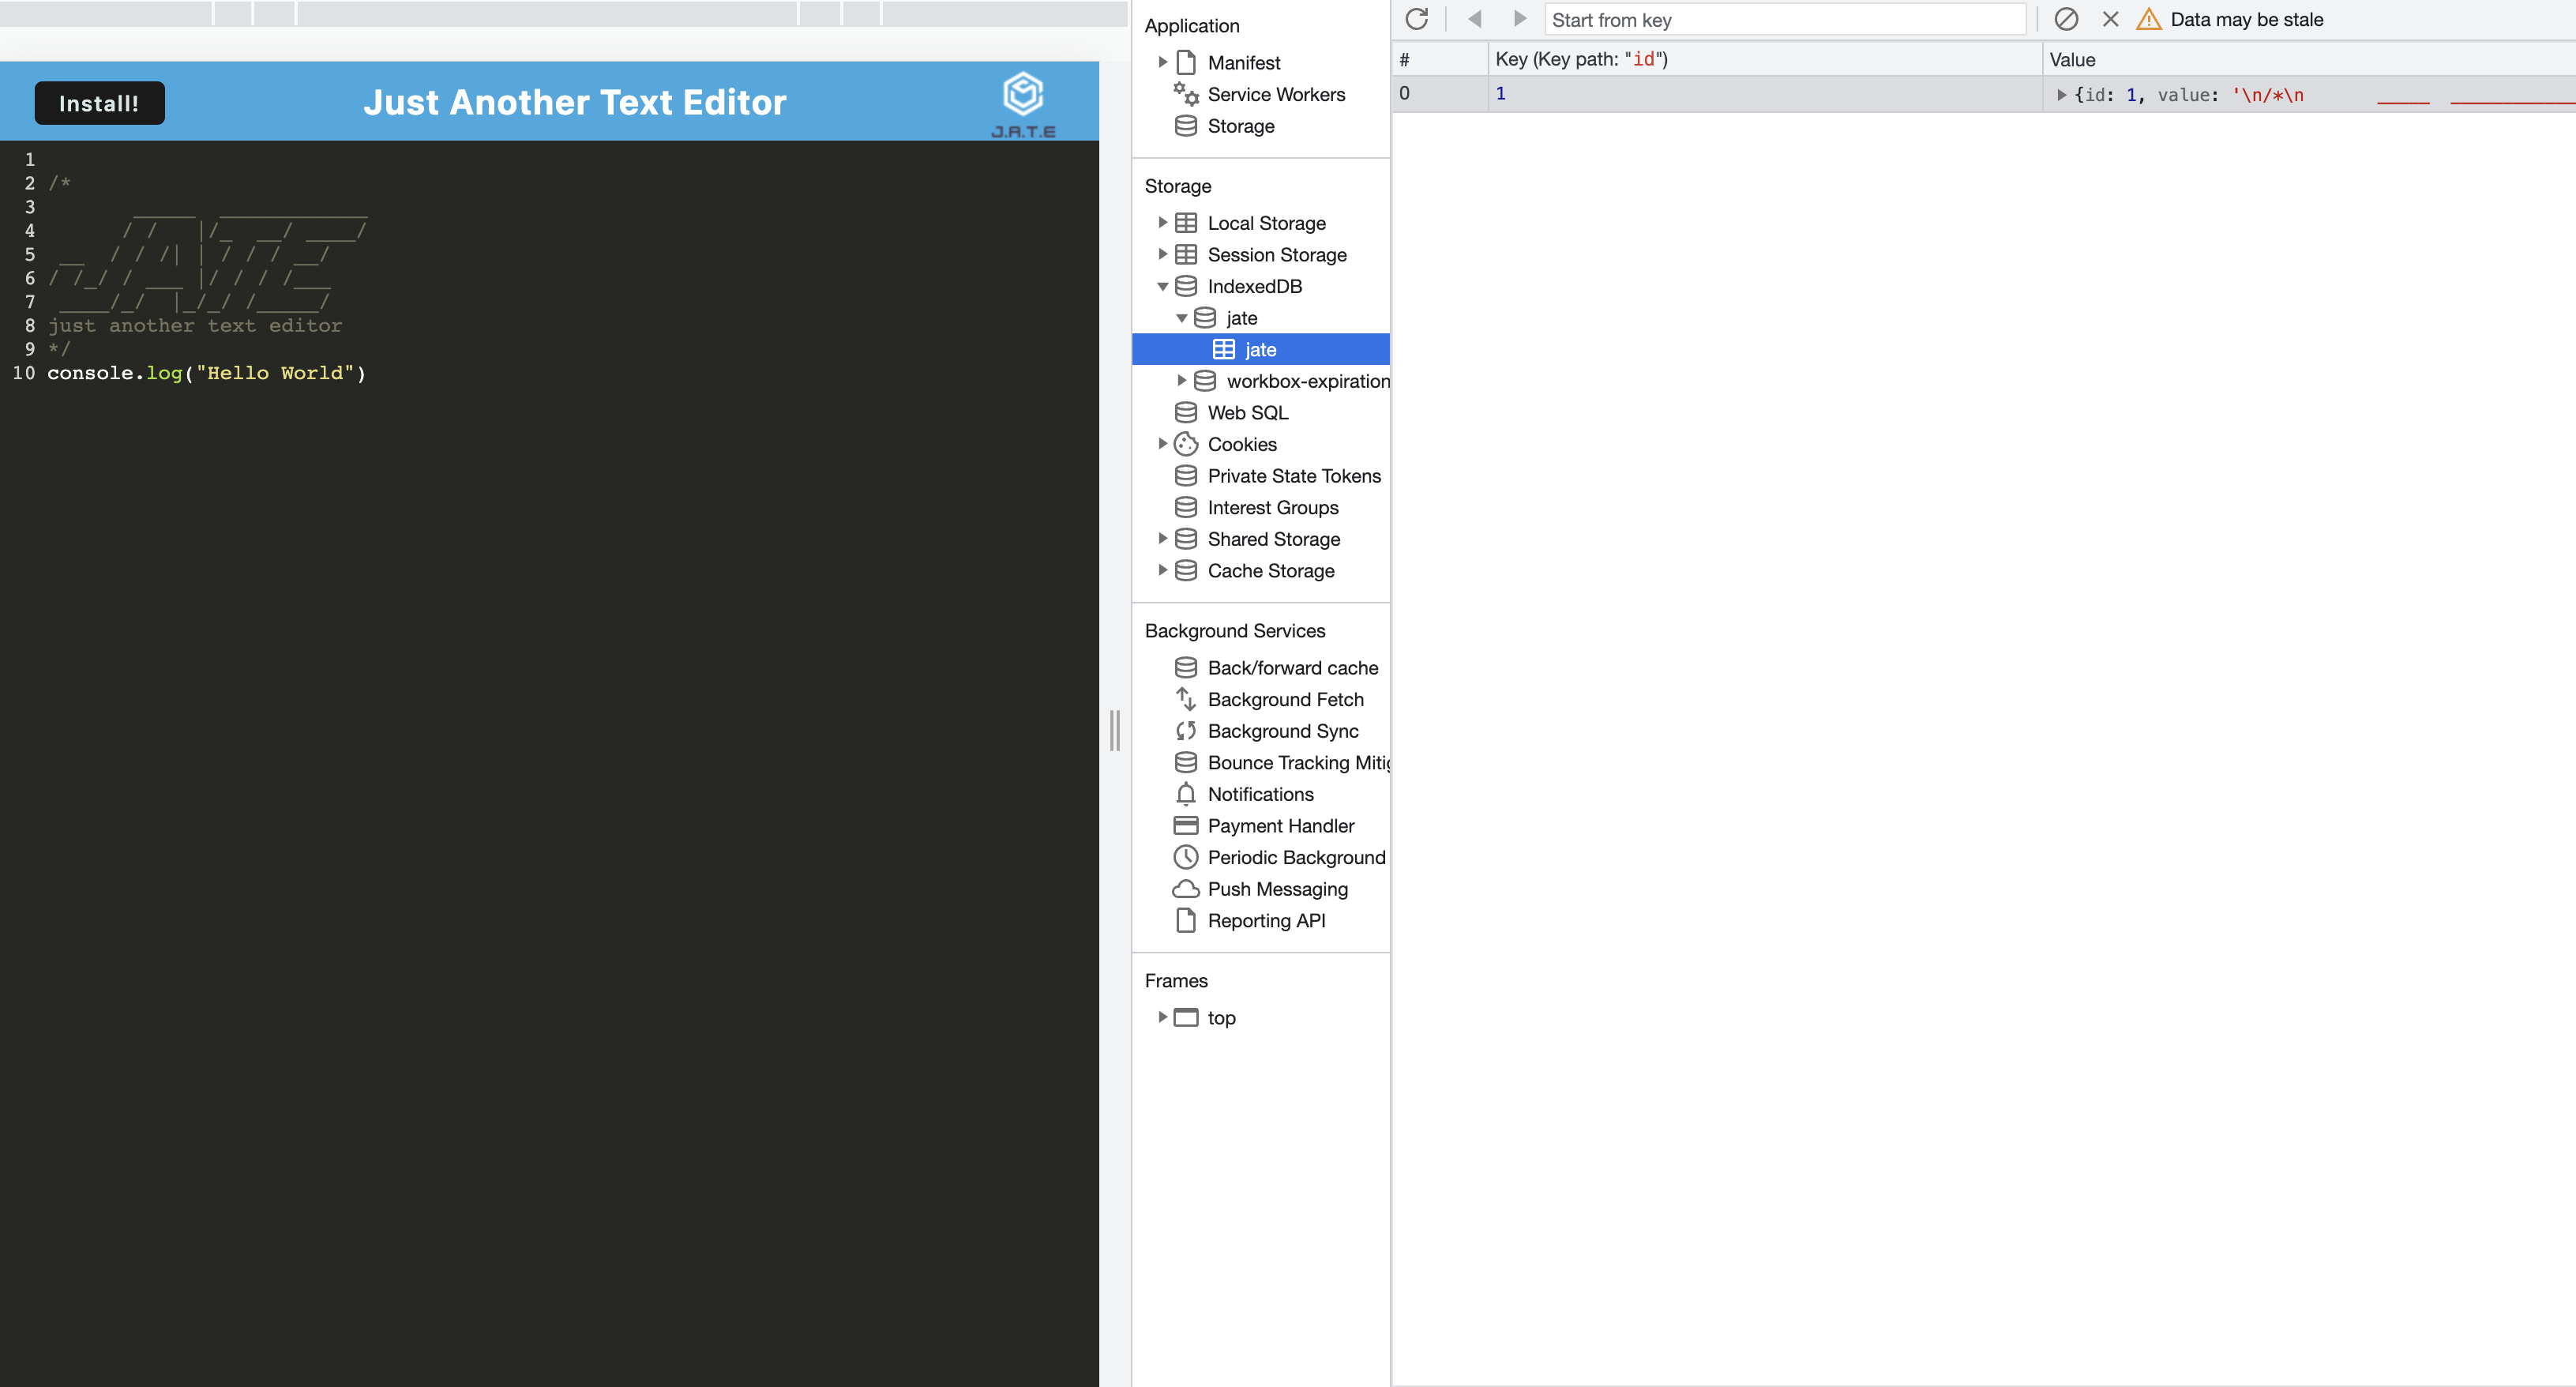 Install!
Just Another Text Editor
J.A.T.E
1
2 /*
3       _____  ____________
4       / /   |/_  __/ ____/
5  __  / / /| | / / / __/
6 / /_/ / ___ |/ / / /___
7  ____/_/  |_/_/ /_____/
8 just another text editor
9 */
10 console.log("Hello World")
Application
Manifest
Service Workers
Storage
Storage
Local Storage
Session Storage
IndexedDB
jate
jate
workbox-expiration
Web SQL
Cookies
Private State Tokens
Interest Groups
Shared Storage
Cache Storage
Background Services
Back/forward cache
Background Fetch
Background Sync
Bounce Tracking Mitig
Notifications
Payment Handler
Periodic Background
Push Messaging
Reporting API
Frames
top
Start from key
Data may be stale
# Key (Key path: "id") Value
0 1 {id: 1, value: '\n/*\n       _____  ____________